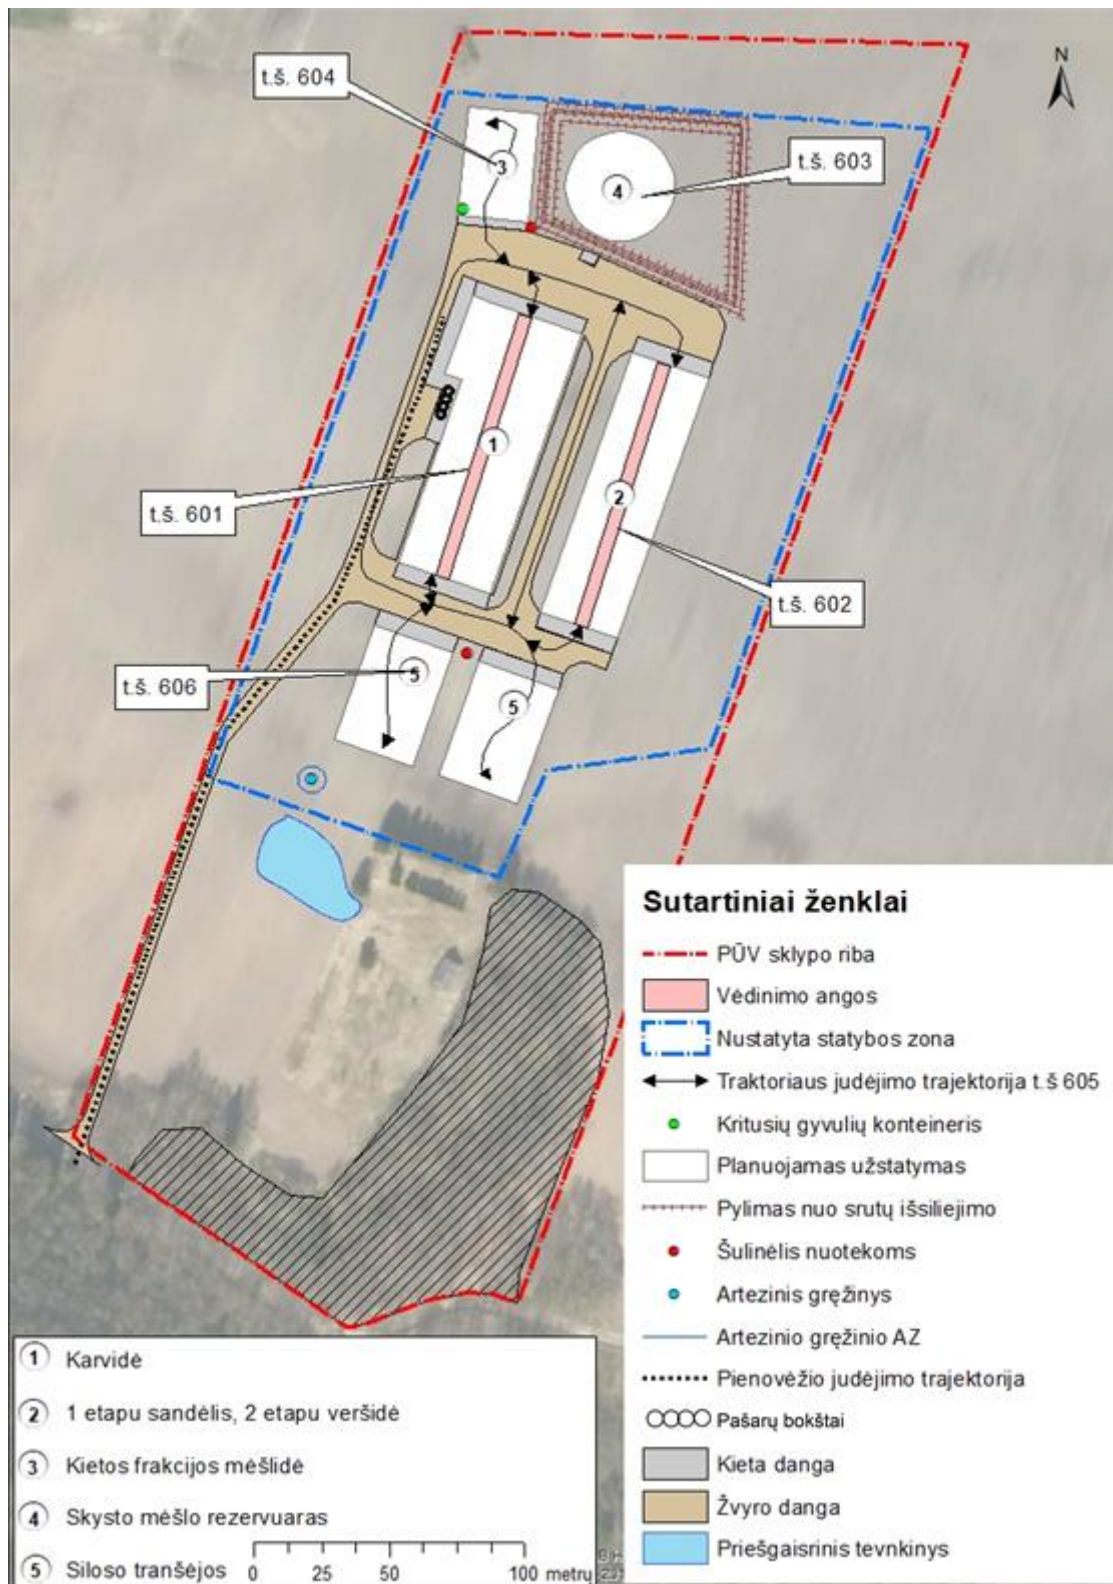 N
t.š. 604
t.š. 603
3
4
1
2
t.š. 601
t.š. 602
t.š. 606
5
5
Sutartiniai ženklai
PŪV sklypo riba
Vėdinimo angos
Nustatyta statybos zona
Traktoriaus judėjimo trajektorija t.š 605
Kritusių gyvulių konteineris
Planuojamas užstatymas
Pylimas nuo srutų išsiliejimo
Šulinėlis nuotekoms
Artezinis gręžinys
Artezinio gręžinio AZ
Pienovėžio judėjimo trajektorija
Pašarų bokštai
Kieta danga
Žvyro danga
Priešgaisrinis tevnkinys
1 Karvidė
2 1 etapu sandėlis, 2 etapu veršidė
3 Kietos frakcijos mėšlidė
4 Skysto mėšlo rezervuaras
5 Siloso tranšėjos
0 25 50 100 metrų